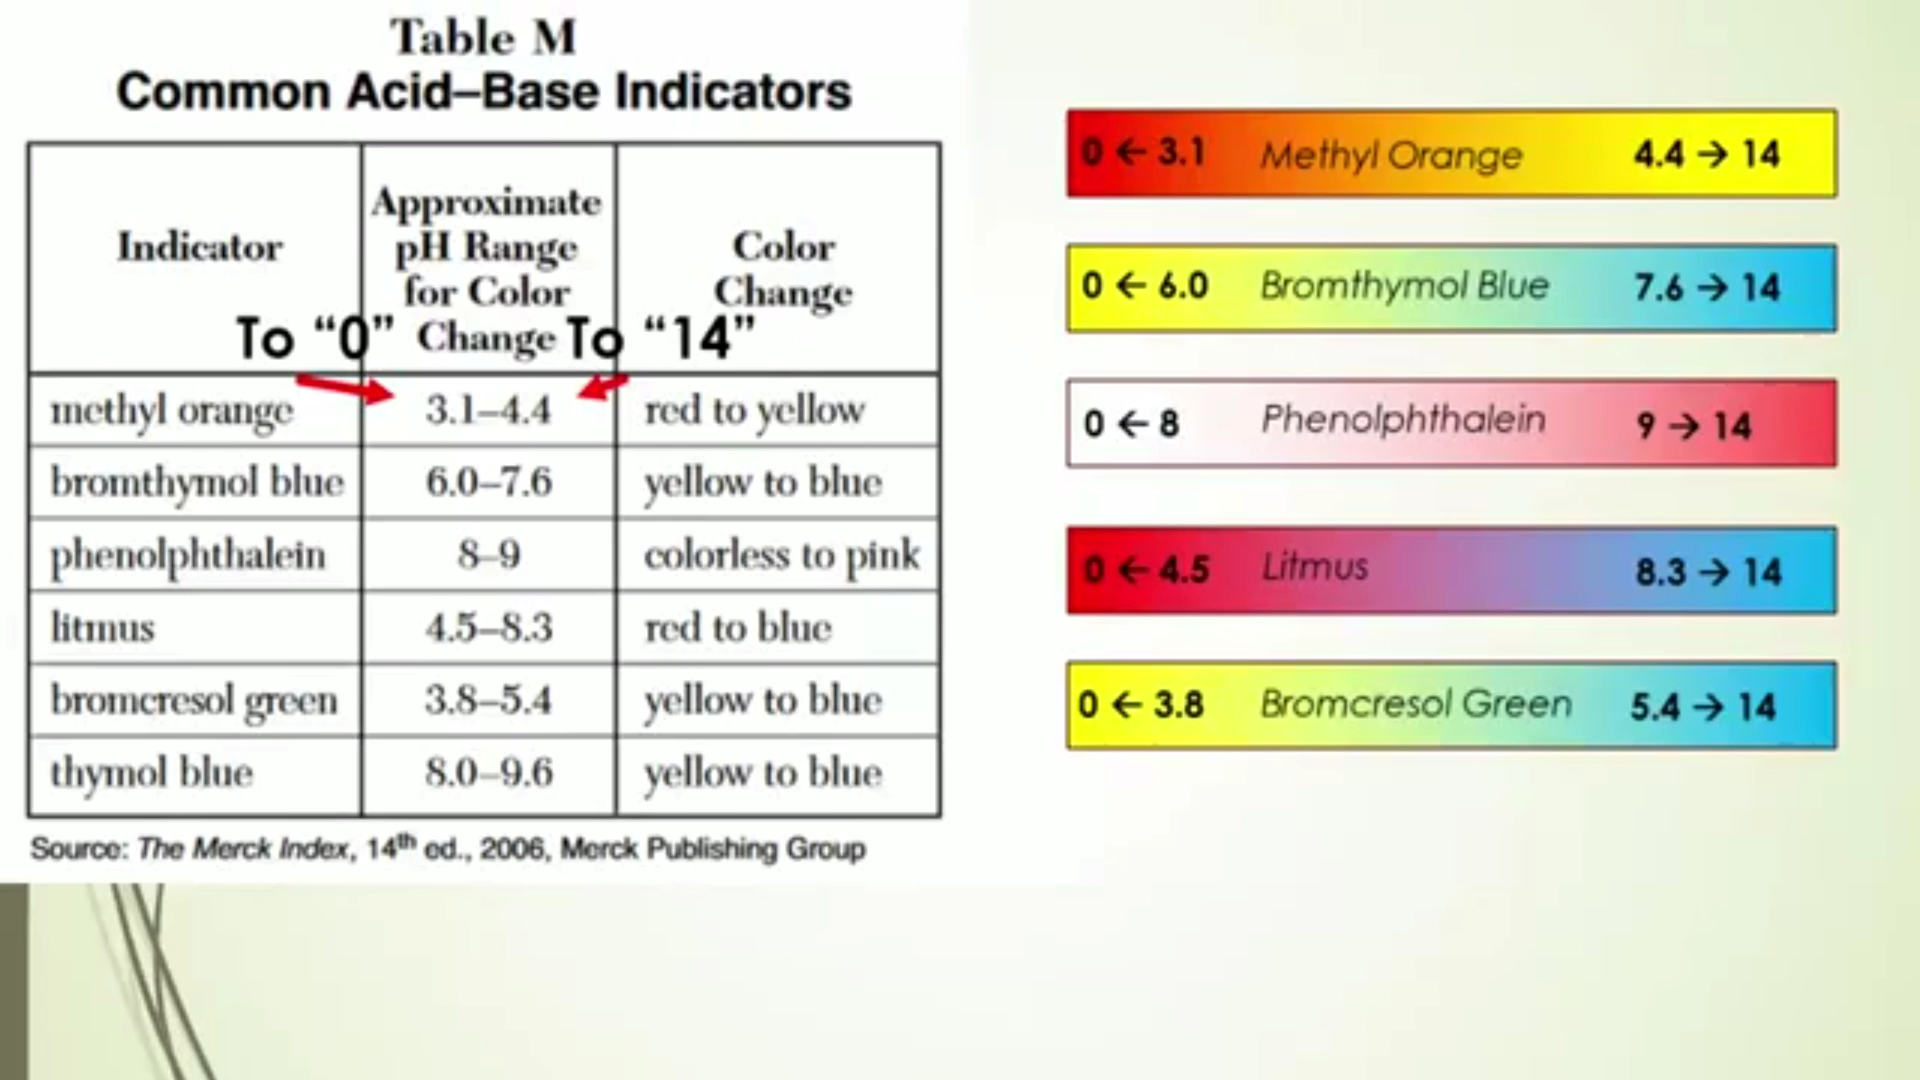 Table M
Common Acid–Base Indicators
Indicator
Approximate
pH Range
for Color
Change
Color
Change
To “0”
To “14”
methyl orange 3.1–4.4 red to yellow
bromthymol blue 6.0–7.6 yellow to blue
phenolphthalein 8–9 colorless to pink
litmus 4.5–8.3 red to blue
bromcresol green 3.8–5.4 yellow to blue
thymol blue 8.0–9.6 yellow to blue
Source: The Merck Index, 14th ed., 2006, Merck Publishing Group
0 ← 3.1 Methyl Orange 4.4 → 14
0 ← 6.0 Bromthymol Blue 7.6 → 14
0 ← 8 Phenolphthalein 9 → 14
0 ← 4.5 Litmus 8.3 → 14
0 ← 3.8 Bromcresol Green 5.4 → 14